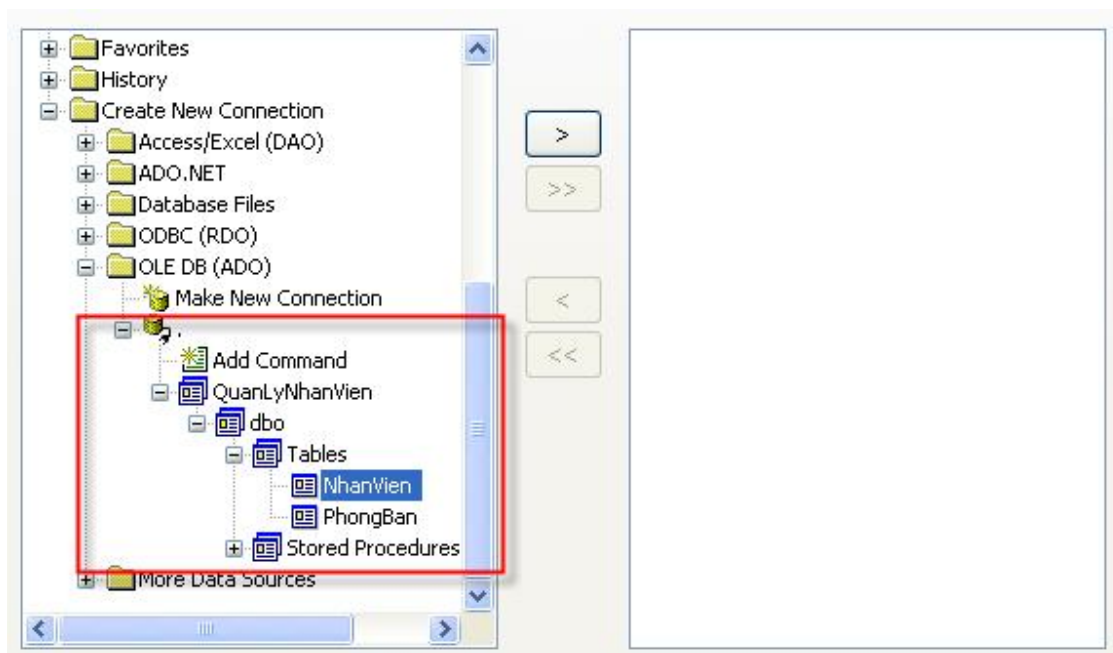 Favorites
History
Create New Connection
Access/Excel (DAO)
ADO.NET
Database Files
ODBC (RDO)
OLE DB (ADO)
Make New Connection
.
Add Command
QuanLyNhanVien
dbo
Tables
NhanVien
PhongBan
Stored Procedures
More Data Sources
>
>>
<
<<